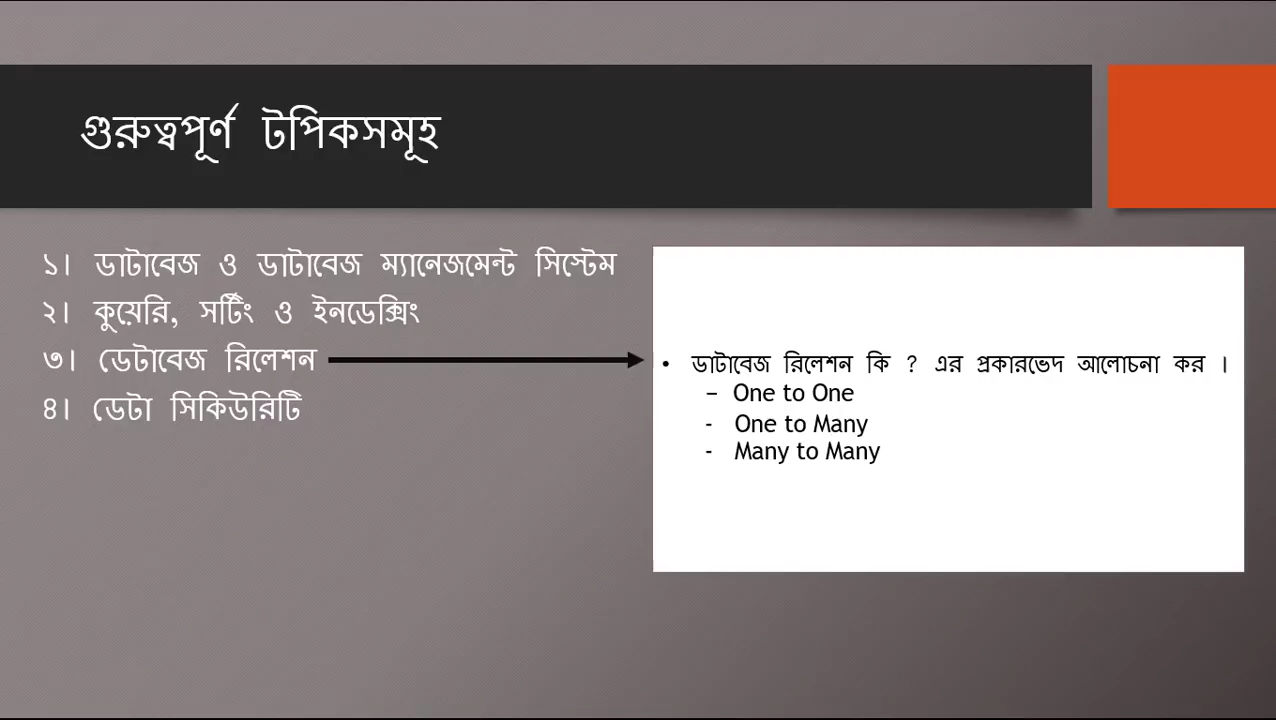 গুরুত্বপূর্ণ টপিকসমূহ
১। ডাটাবেজ ও ডাটাবেজ ম্যানেজমেন্ট সিস্টেম
২। কুয়েরি, সর্টিং ও ইনডেক্সিং
৩। ডেটাবেজ রিলেশন
৪। ডেটা সিকিউরিটি
• ডাটাবেজ রিলেশন কি ? এর প্রকারভেদ আলোচনা কর ।
– One to One
- One to Many
- Many to Many